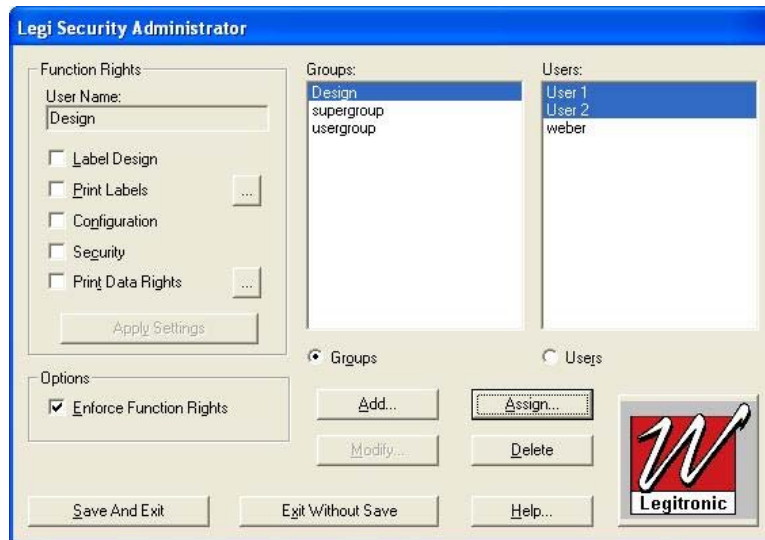 Legi Security Administrator
Function Rights
User Name:
Design
Label Design
Print Labels
...
Configuration
Security
Print Data Rights
...
Apply Settings
Options
Enforce Function Rights
Groups:
Design
supergroup
usergroup
Users:
User 1
User 2
weber
Groups
Users
Add...
Assign...
Modify...
Delete
Save And Exit
Exit Without Save
Help...
W
Legitronic